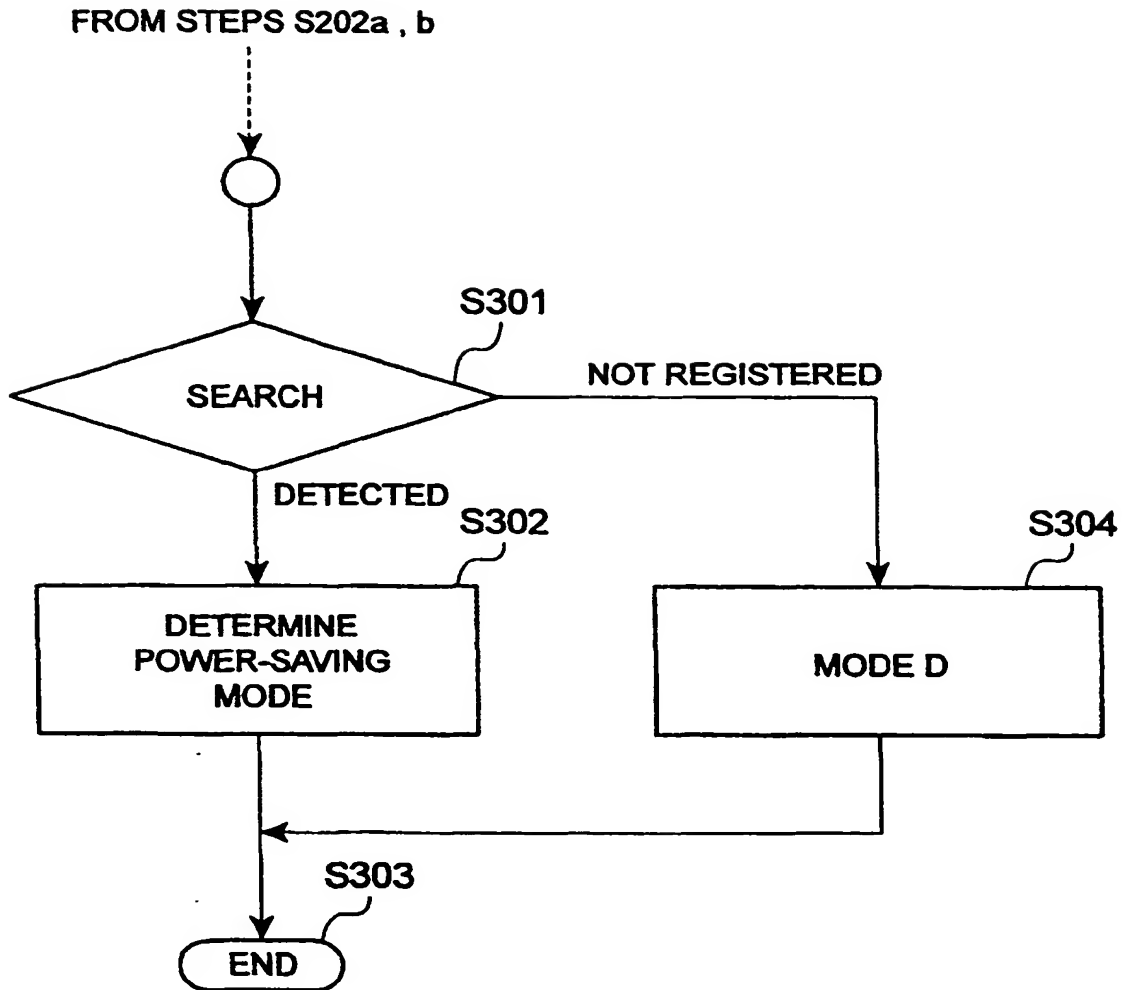 FROM STEPS S202a , b
S301
NOT REGISTERED
SEARCH
DETECTED
S302
S304
DETERMINE
POWER-SAVING
MODE
MODE D
S303
END